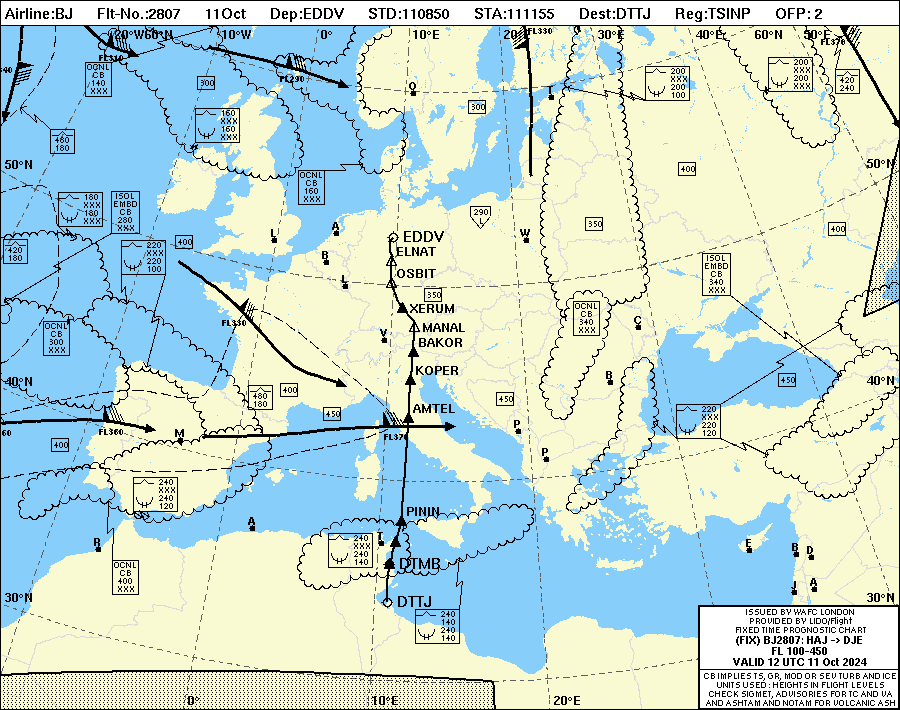 Airline:BJ Flt-No.:2807 11Oct Dep:EDDV STD:110850 STA:111155 Dest:DTTJ Reg:TSINP OFP: 2
20°W60°N 10°W 0° 10°E 20° 30°E 40°E 60°N 50°E
FL330
FL370
FL310
FL290
340
OCNL
CB
140
XXX
300
300
O
T
200
XXX
200
100
200
XXX
200
200
420
240
160
XXX
160
XXX
460
180
50°N
50°N
400
OCNL
CB
160
XXX
180
XXX
180
XXX
ISOL
EMBD
CB
280
XXX
290
350
400
L
A
B
L
W
EDDV
ELNAT
OSBIT
420
180
220
XXX
220
100
400
ISOL
EMBD
CB
340
XXX
350
XERUM
OCNL
CB
340
XXX
C
FL330
OCNL
CB
300
XXX
MANAL
BAKOR
V
KOPER
B
450
40°N
40°N
480
180
400
450
450
AMTEL
220
XXX
220
120
60
FL360
M
FL370
P
400
P
240
XXX
240
120
PININ
A
R
T
240
XXX
240
140
E
B
D
DTMB
OCNL
CB
400
XXX
J
A
30°N
30°N
DTTJ
240
140
240
140
ISSUED BY WAFC LONDON
PROVIDED BY LIDO/Flight
FIXED TIME PROGNOSTIC CHART
(FIX) BJ2807: HAJ -> DJE
FL 100-450
VALID 12 UTC 11 Oct 2024
CB IMPLIES TS, GR, MOD OR SEV TURB AND ICE
UNITS USED : HEIGHTS IN FLIGHT LEVELS
CHECK SIGMET, ADVISORIES FOR TC AND VA
AND ASHTAM AND NOTAM FOR VOLCANIC ASH
0° 10°E 20°E